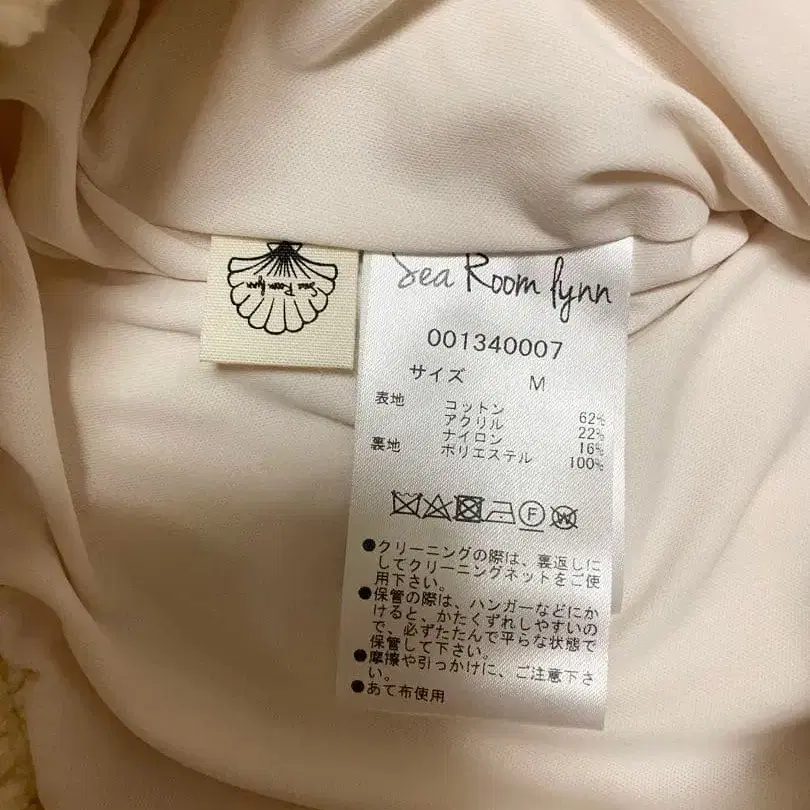 Sea Room lynn
Sea Room lynn
001340007
サイズ M
表地 コットン 62%
アクリル 22%
ナイロン 16%
裏地 ポリエステル 100%
F
W
●クリーニングの際は、裏返しに
してクリーニングネットをご使
用下さい。
●保管の際は、ハンガーなどにか
けると、かたくずれしやすいの
で、必ずたたんで平らな状態で
保管して下さい。
●摩擦や引っかけに、ご注意下さ
い。
●あて布使用